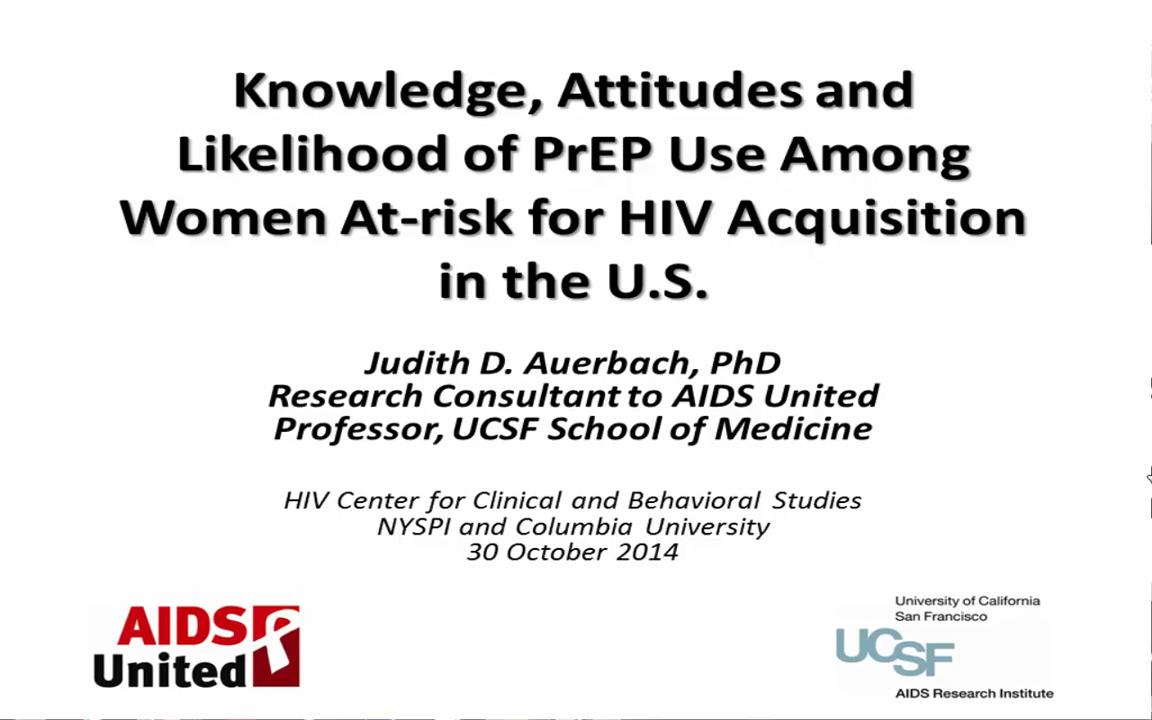 Knowledge, Attitudes and
Likelihood of PrEP Use Among
Women At-risk for HIV Acquisition
in the U.S.
Judith D. Auerbach, PhD
Research Consultant to AIDS United
Professor, UCSF School of Medicine
HIV Center for Clinical and Behavioral Studies
NYSPI and Columbia University
30 October 2014
AIDS
United
University of California
San Francisco
UCSF
AIDS Research Institute